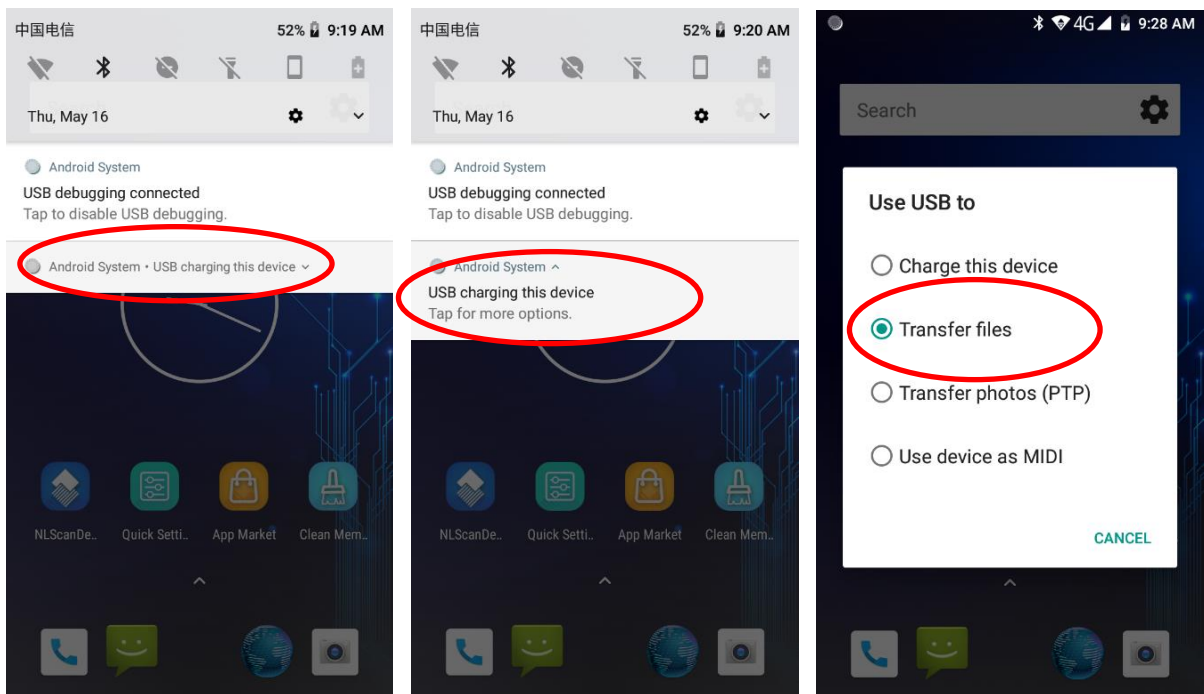 中国电信
52% 9:19 AM
Thu, May 16
Android System
USB debugging connected
Tap to disable USB debugging.
Android System • USB charging this device
NLScanDe..
Quick Setti..
App Market
Clean Mem..
中国电信
52% 9:20 AM
Thu, May 16
Android System
USB debugging connected
Tap to disable USB debugging.
Android System
USB charging this device
Tap for more options.
NLScanDe..
Quick Setti..
App Market
Clean Mem..
4G 9:28 AM
Search
Use USB to
Charge this device
Transfer files
Transfer photos (PTP)
Use device as MIDI
CANCEL